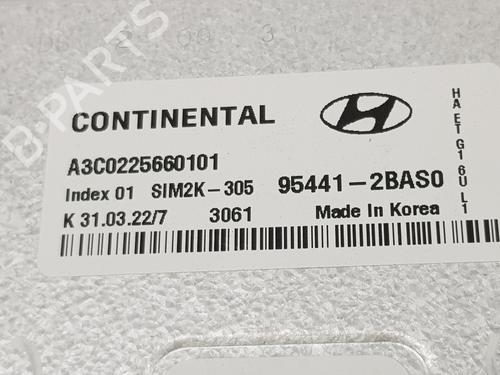 CONTINENTAL
A3C0225660101
Index 01 SIM2K-305 95441-2BAS0
K 31.03.22/7 3061 Made In Korea
HA ET G1 6U L1
B-PARTS